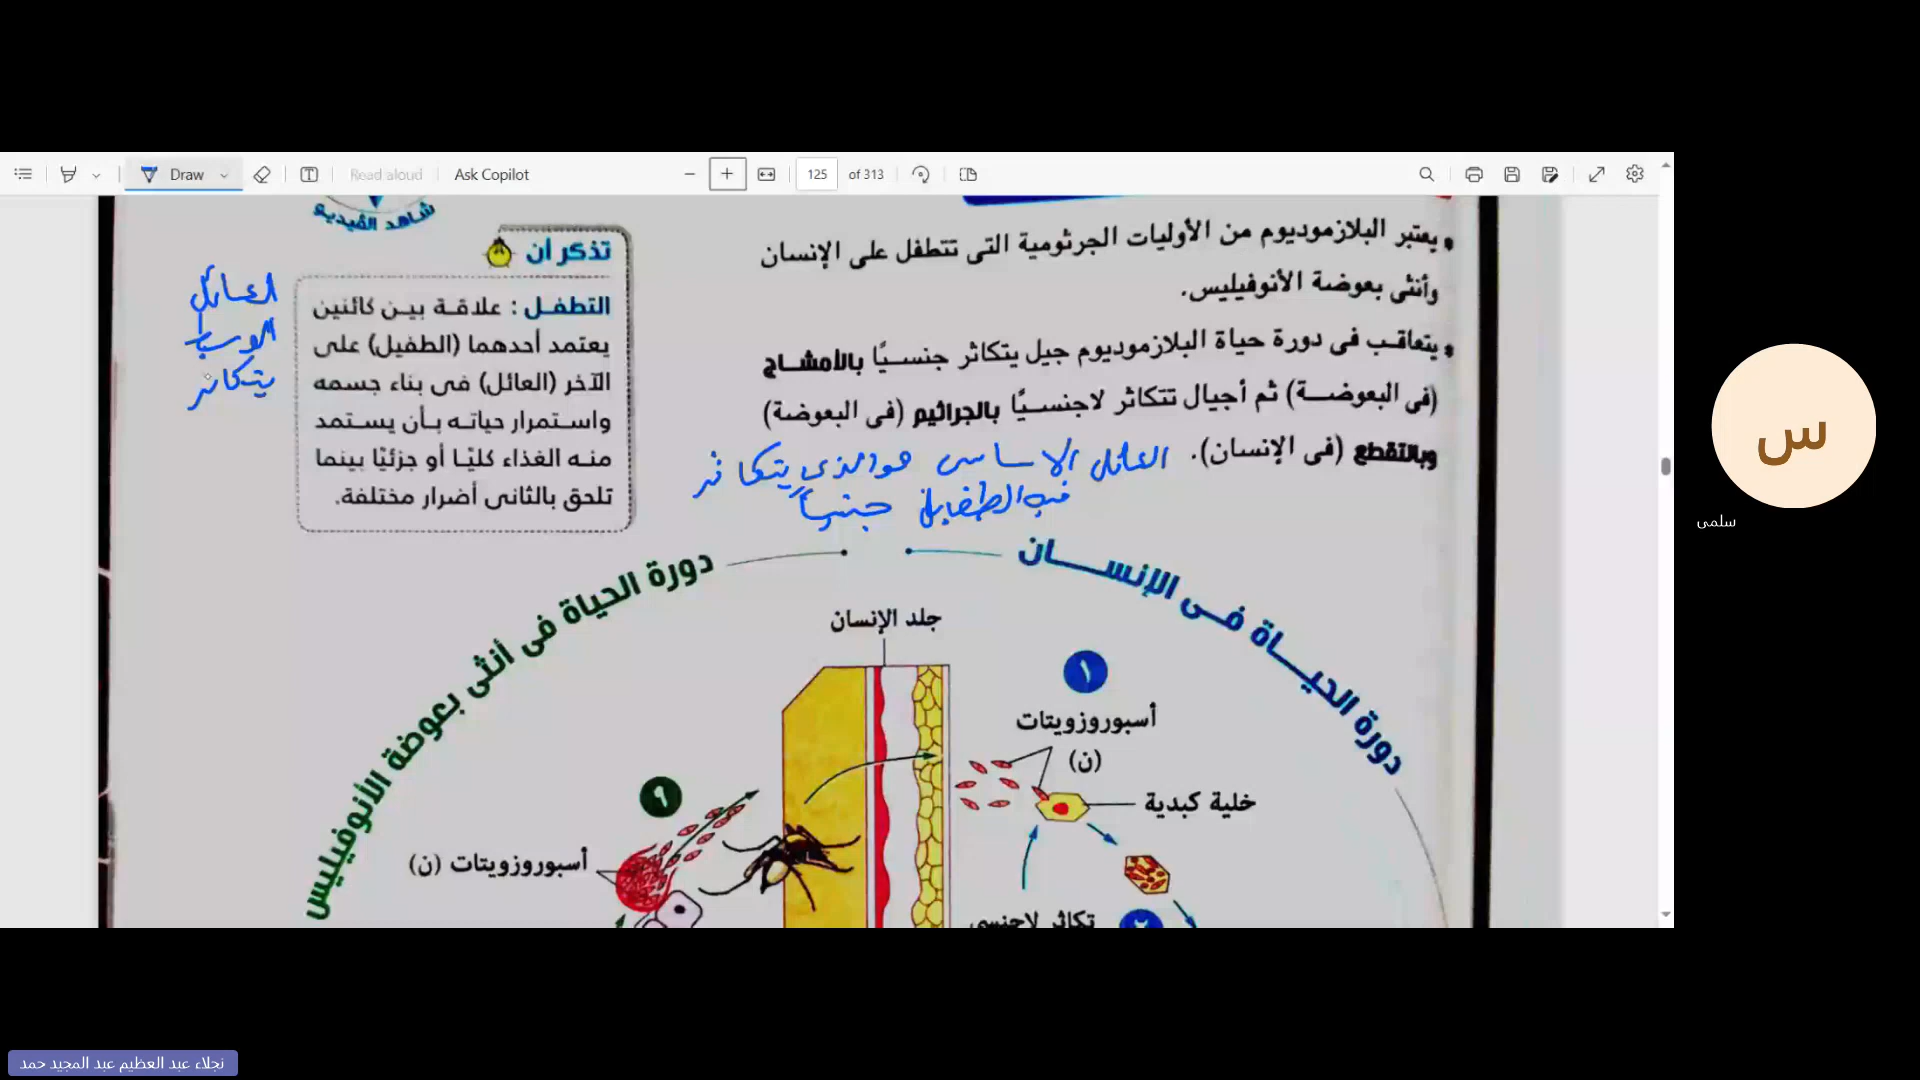 Draw
Read aloud
Ask Copilot
125 of 313
شاهد الفيديو
• يعتبر البلازموديوم من الأوليات الجرثومية التى تتطفل على الإنسان
وأنثى بعوضة الأنوفيليس.
• يتعاقب فى دورة حياة البلازموديوم جيل يتكاثر جنسيًا بالأمشاج
(فى البعوضة) ثم أجيال تتكاثر لاجنسيًا بالجراثيم (فى البعوضة)
وبالتقطع (فى الإنسان).
العائل الاساسى هو الذى يتكاثر
فيه الطفيل جنسياً
تذكر أن
التطفل : علاقة بين كائنين
يعتمد أحدهما (الطفيل) على
الآخر (العائل) فى بناء جسمه
واستمرار حياته بأن يستمد
منه الغذاء كليًا أو جزئيًا بينما
تلحق بالثانى أضرار مختلفة.
العائل
الوسيط
يتكاثر
دورة الحياة فى الإنسان
دورة الحياة فى أنثى بعوضة الأنوفيليس
جلد الإنسان
١
أسبوروزويتات
(ن)
خلية كبدية
٩
أسبوروزويتات (ن)
٢
تكاثر لاجنسى
س
سلمى
نجلاء عبد العظيم عبد المجيد حمد